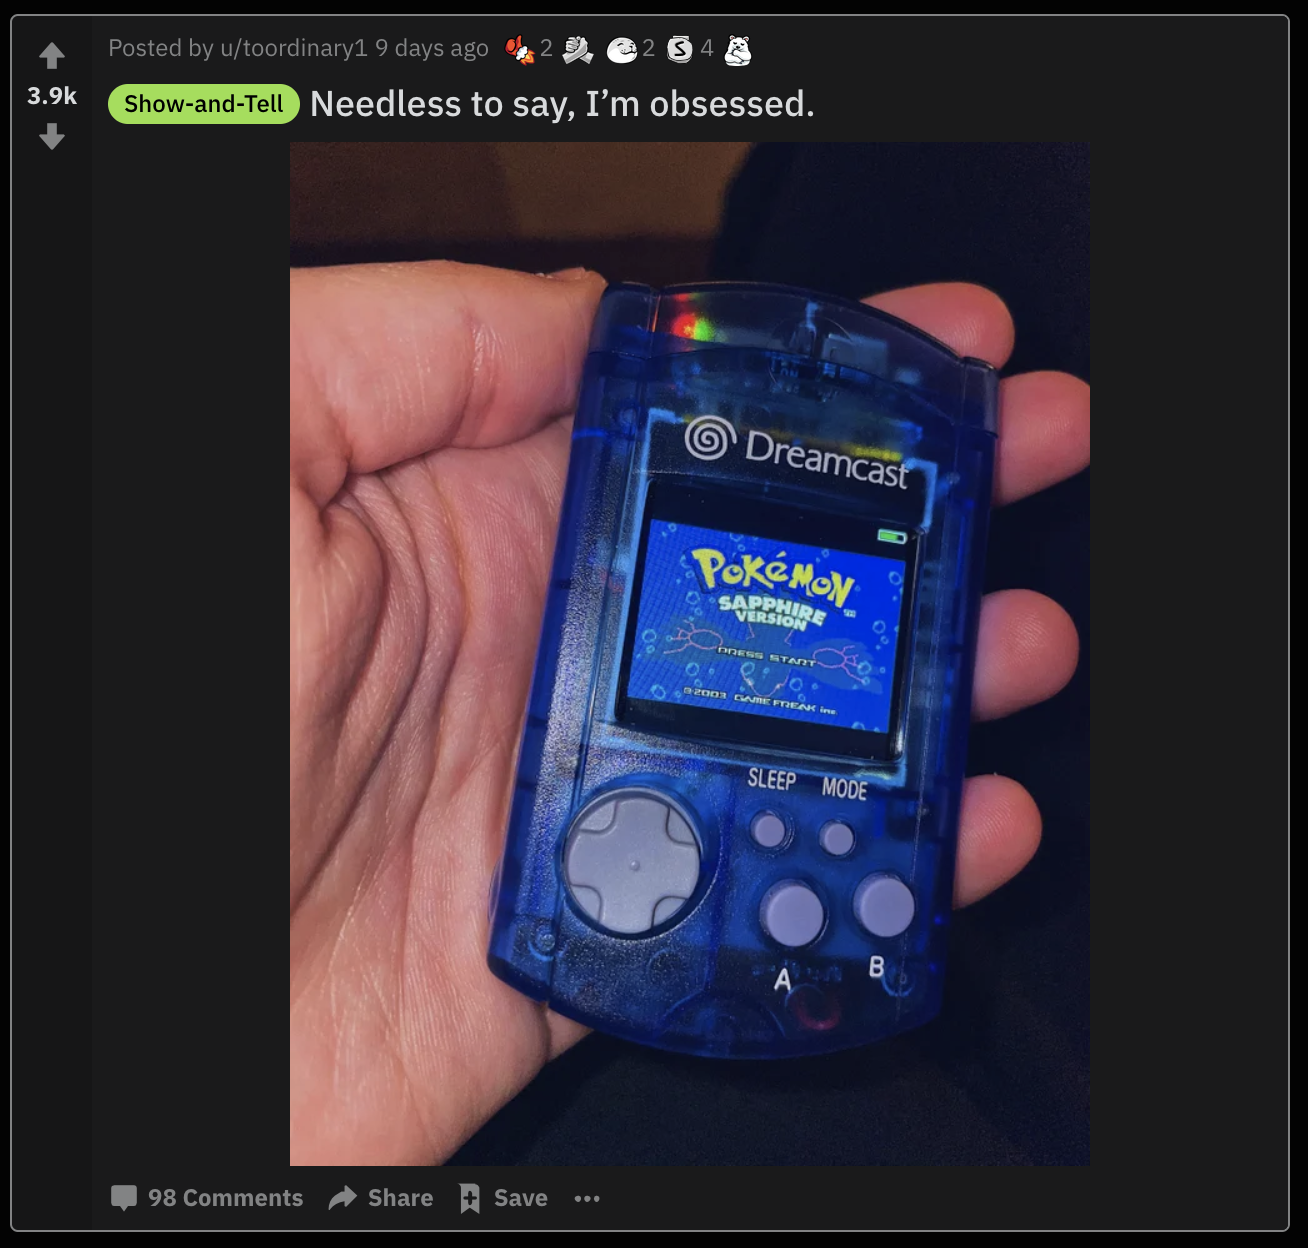 Posted by u/toordinary1 9 days ago 2 2 S 4
3.9k
Show-and-Tell Needless to say, I’m obsessed.
Dreamcast
POKéMON
TM
SAPPHIRE
VERSION
PRESS START
©2003 GAME FREAK inc.
SLEEP MODE
A B
98 Comments Share Save ...